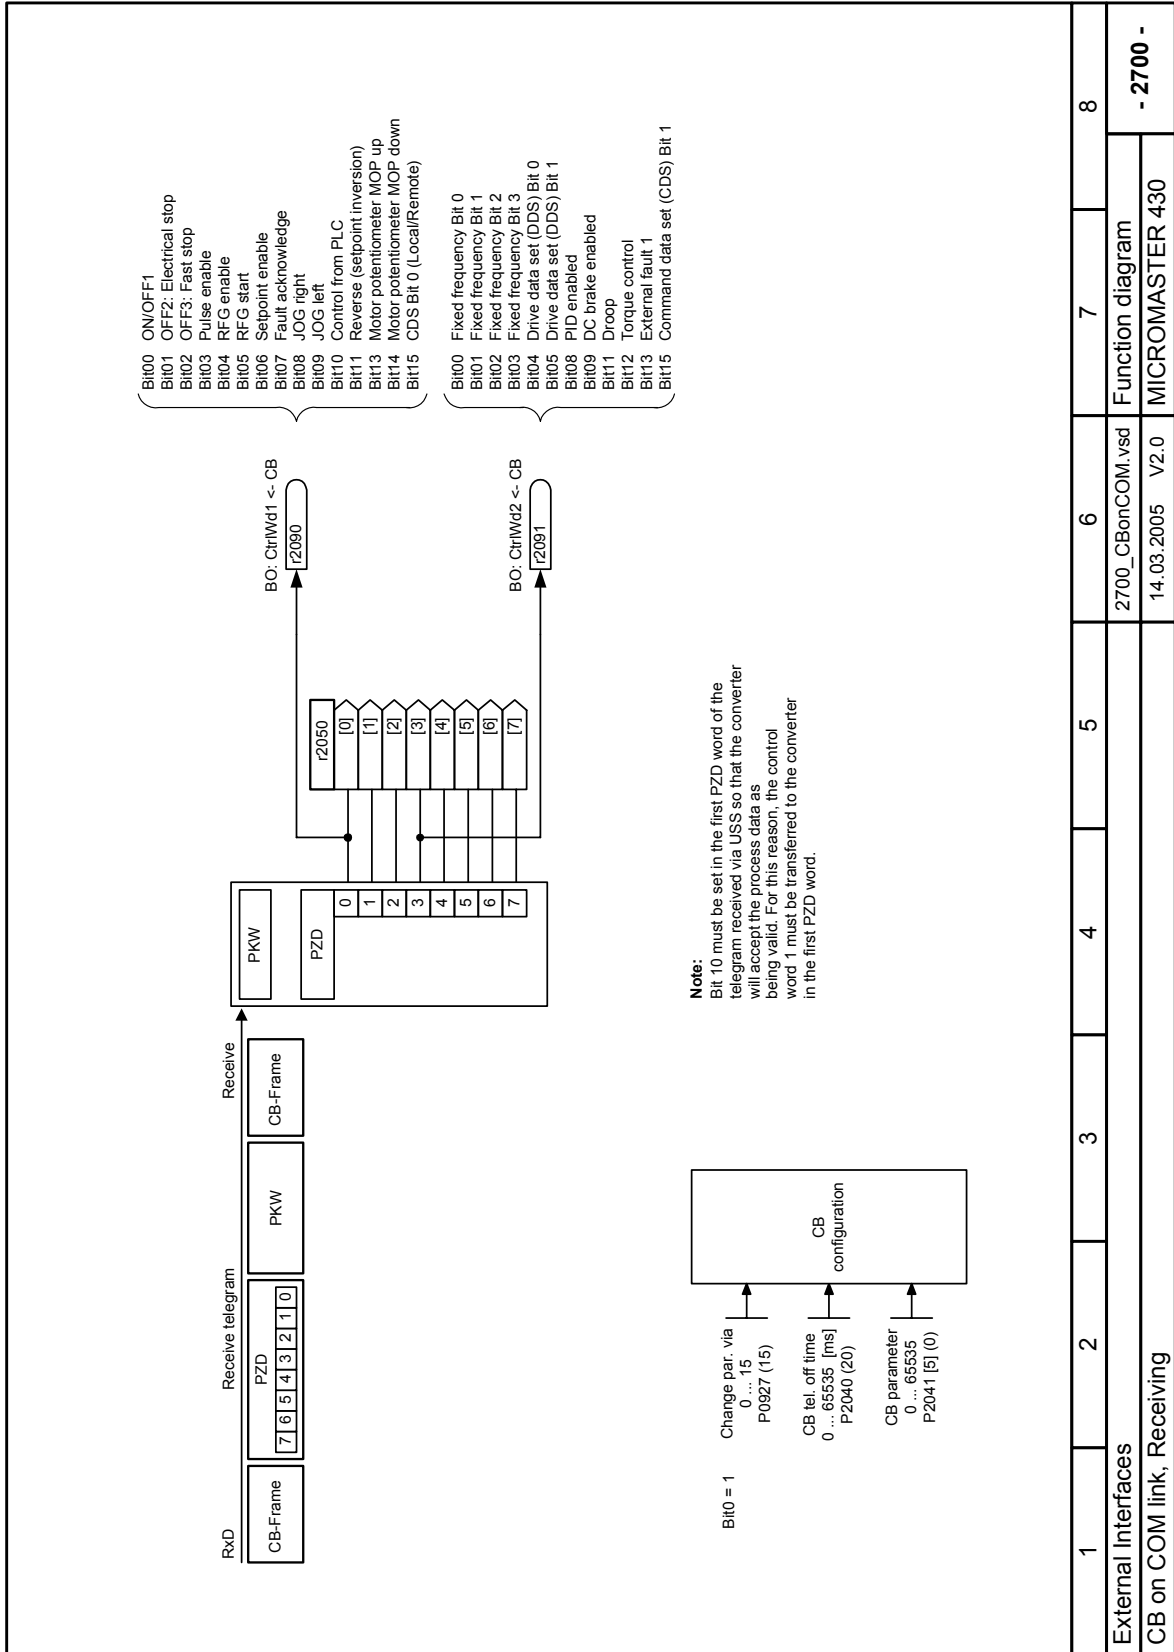 RxD
Receive telegram
Receive
CB-Frame
PZD
7 6 5 4 3 2 1 0
PKW
CB-Frame
PKW
PZD
0
1
2
3
4
5
6
7
r2050
[0]
[1]
[2]
[3]
[4]
[5]
[6]
[7]
BO: CtrlWd1 <- CB
r2090
BO: CtrlWd2 <- CB
r2091
Bit00 ON/OFF1
Bit01 OFF2: Electrical stop
Bit02 OFF3: Fast stop
Bit03 Pulse enable
Bit04 RFG enable
Bit05 RFG start
Bit06 Setpoint enable
Bit07 Fault acknowledge
Bit08 JOG right
Bit09 JOG left
Bit10 Control from PLC
Bit11 Reverse (setpoint inversion)
Bit13 Motor potentiometer MOP up
Bit14 Motor potentiometer MOP down
Bit15 CDS Bit 0 (Local/Remote)
Bit00 Fixed frequency Bit 0
Bit01 Fixed frequency Bit 1
Bit02 Fixed frequency Bit 2
Bit03 Fixed frequency Bit 3
Bit04 Drive data set (DDS) Bit 0
Bit05 Drive data set (DDS) Bit 1
Bit08 PID enabled
Bit09 DC brake enabled
Bit11 Droop
Bit12 Torque control
Bit13 External fault 1
Bit15 Command data set (CDS) Bit 1
Bit0 = 1
Change par. via
0 ... 15
P0927 (15)
CB tel. off time
0 ... 65535 [ms]
P2040 (20)
CB parameter
0 ... 65535
P2041 [5] (0)
CB
configuration
Note:
Bit 10 must be set in the first PZD word of the
telegram received via USS so that the converter
will accept the process data as
being valid. For this reason, the control
word 1 must be transferred to the converter
in the first PZD word.
1 2 3 4 5 6 7 8
External Interfaces
2700_CBonCOM.vsd
Function diagram
- 2700 -
CB on COM link, Receiving
14.03.2005 V2.0
MICROMASTER 430